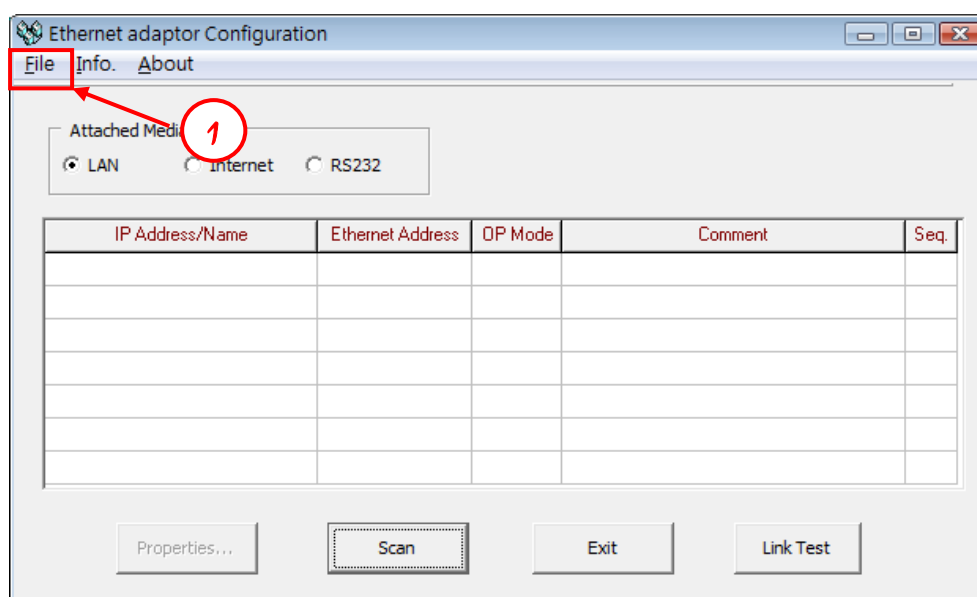 Ethernet adaptor Configuration
File Info. About
Attached Medi
1
LAN Internet RS232
IP Address/Name Ethernet Address OP Mode Comment Seq.
Properties... Scan Exit Link Test